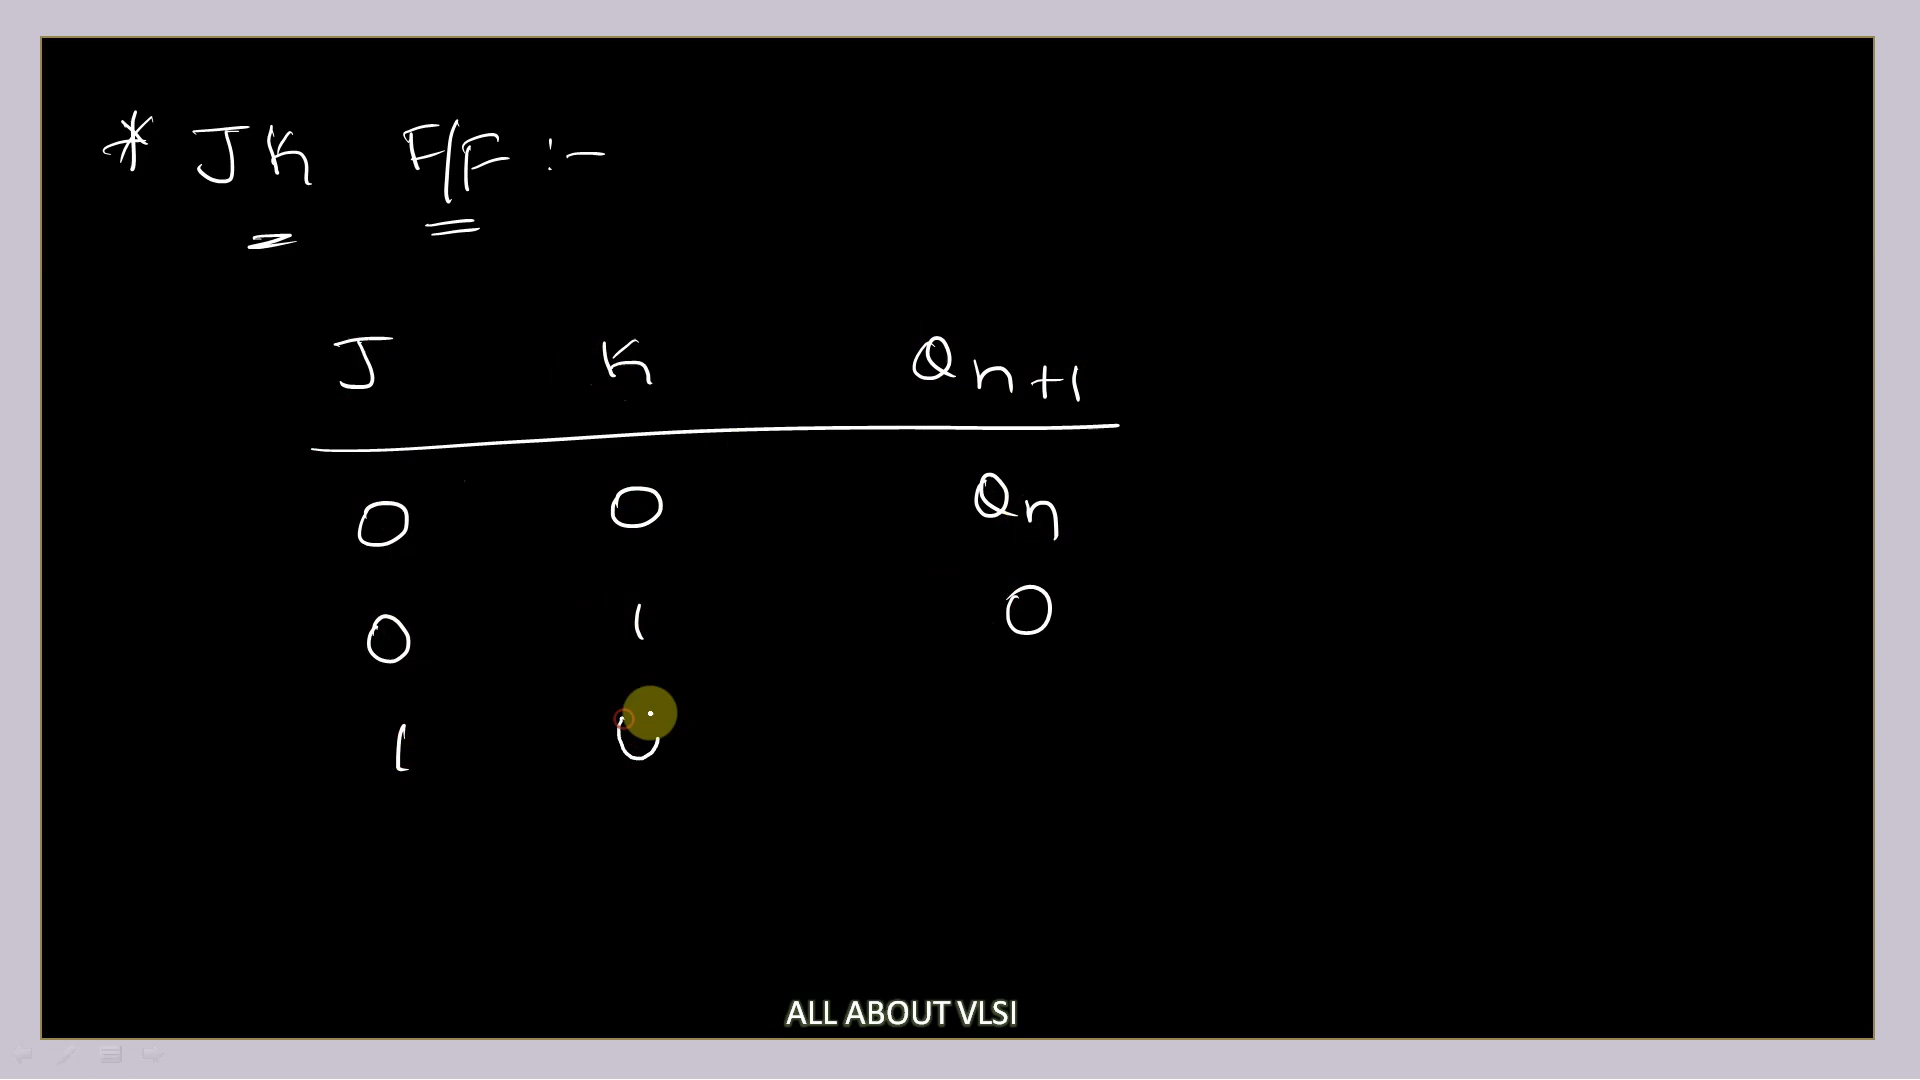 * JK F/F :-
J K Qn+1
0 0 Qn
0 1 0
1 0
ALL ABOUT VLSI